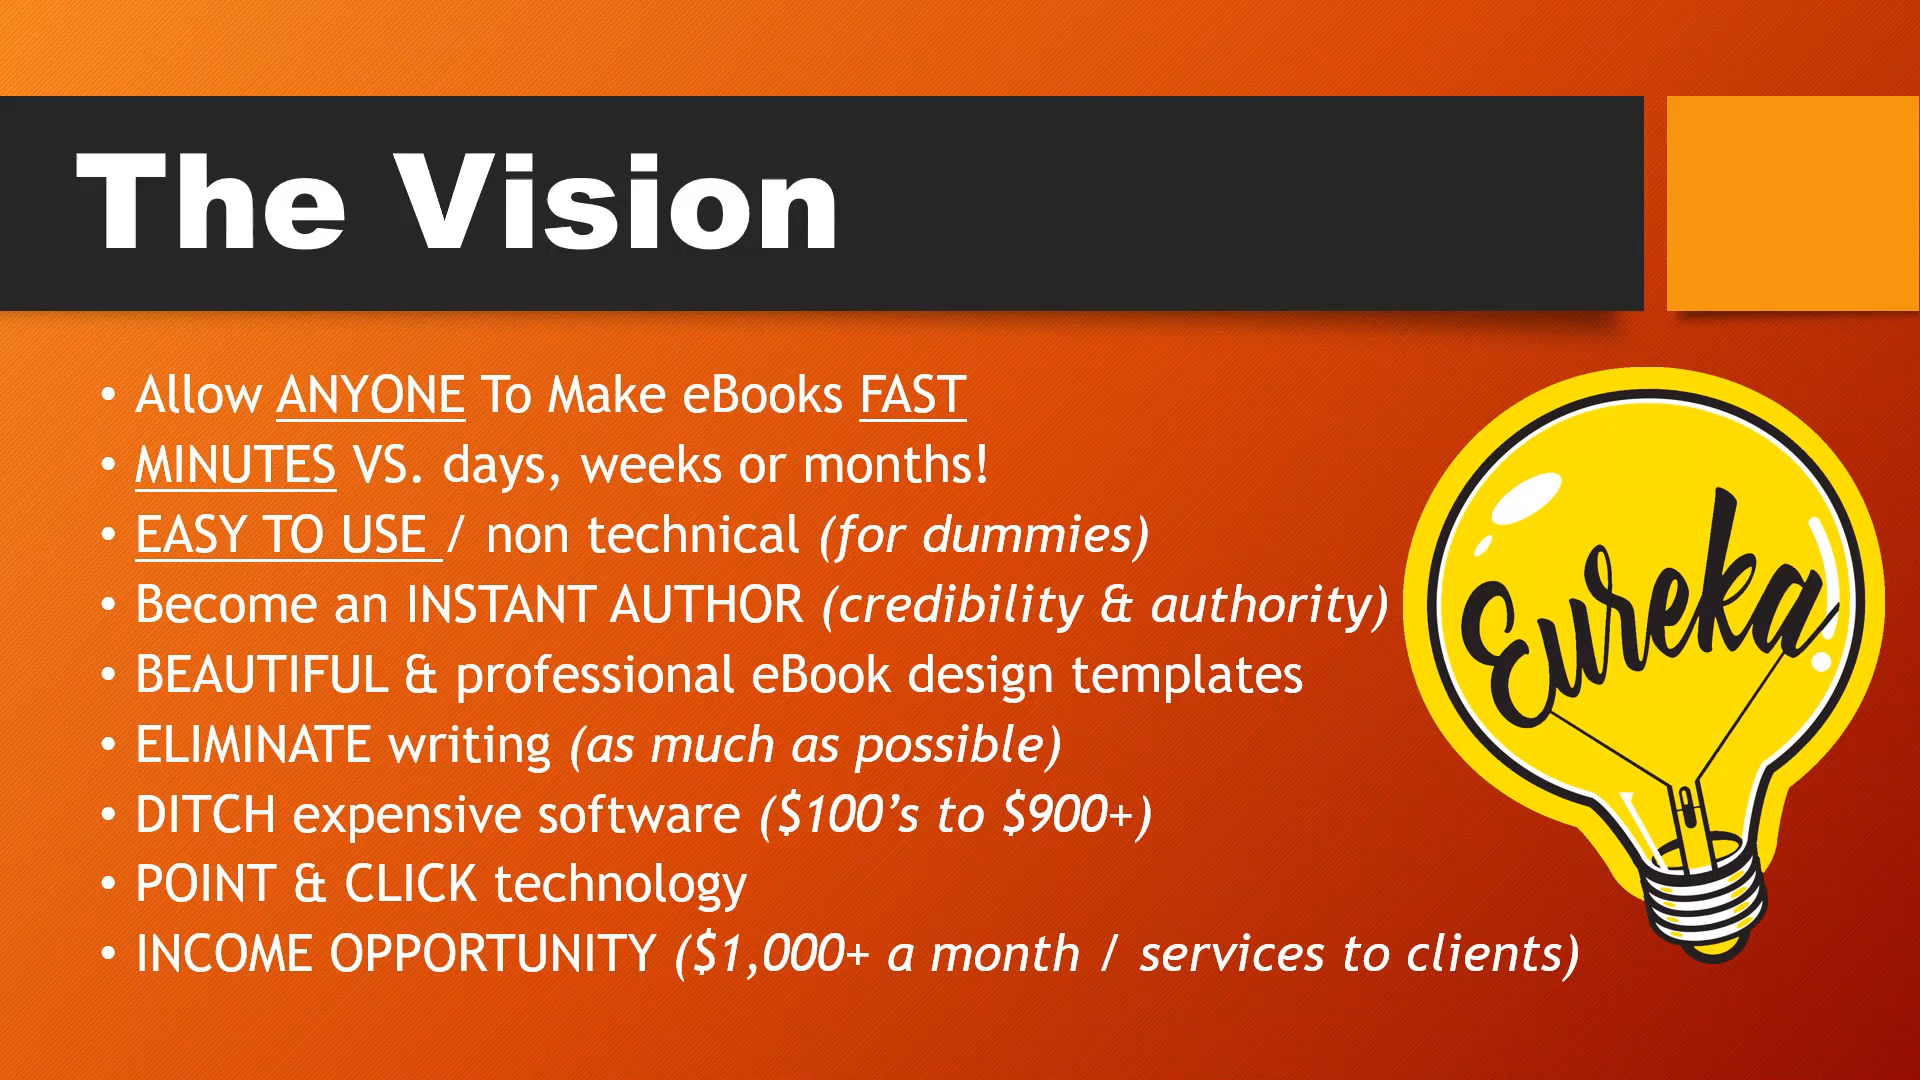 The Vision
• Allow ANYONE To Make eBooks FAST
• MINUTES VS. days, weeks or months!
• EASY TO USE / non technical (for dummies)
• Become an INSTANT AUTHOR (credibility & authority)
• BEAUTIFUL & professional eBook design templates
• ELIMINATE writing (as much as possible)
• DITCH expensive software ($100’s to $900+)
• POINT & CLICK technology
• INCOME OPPORTUNITY ($1,000+ a month / services to clients)
Eureka